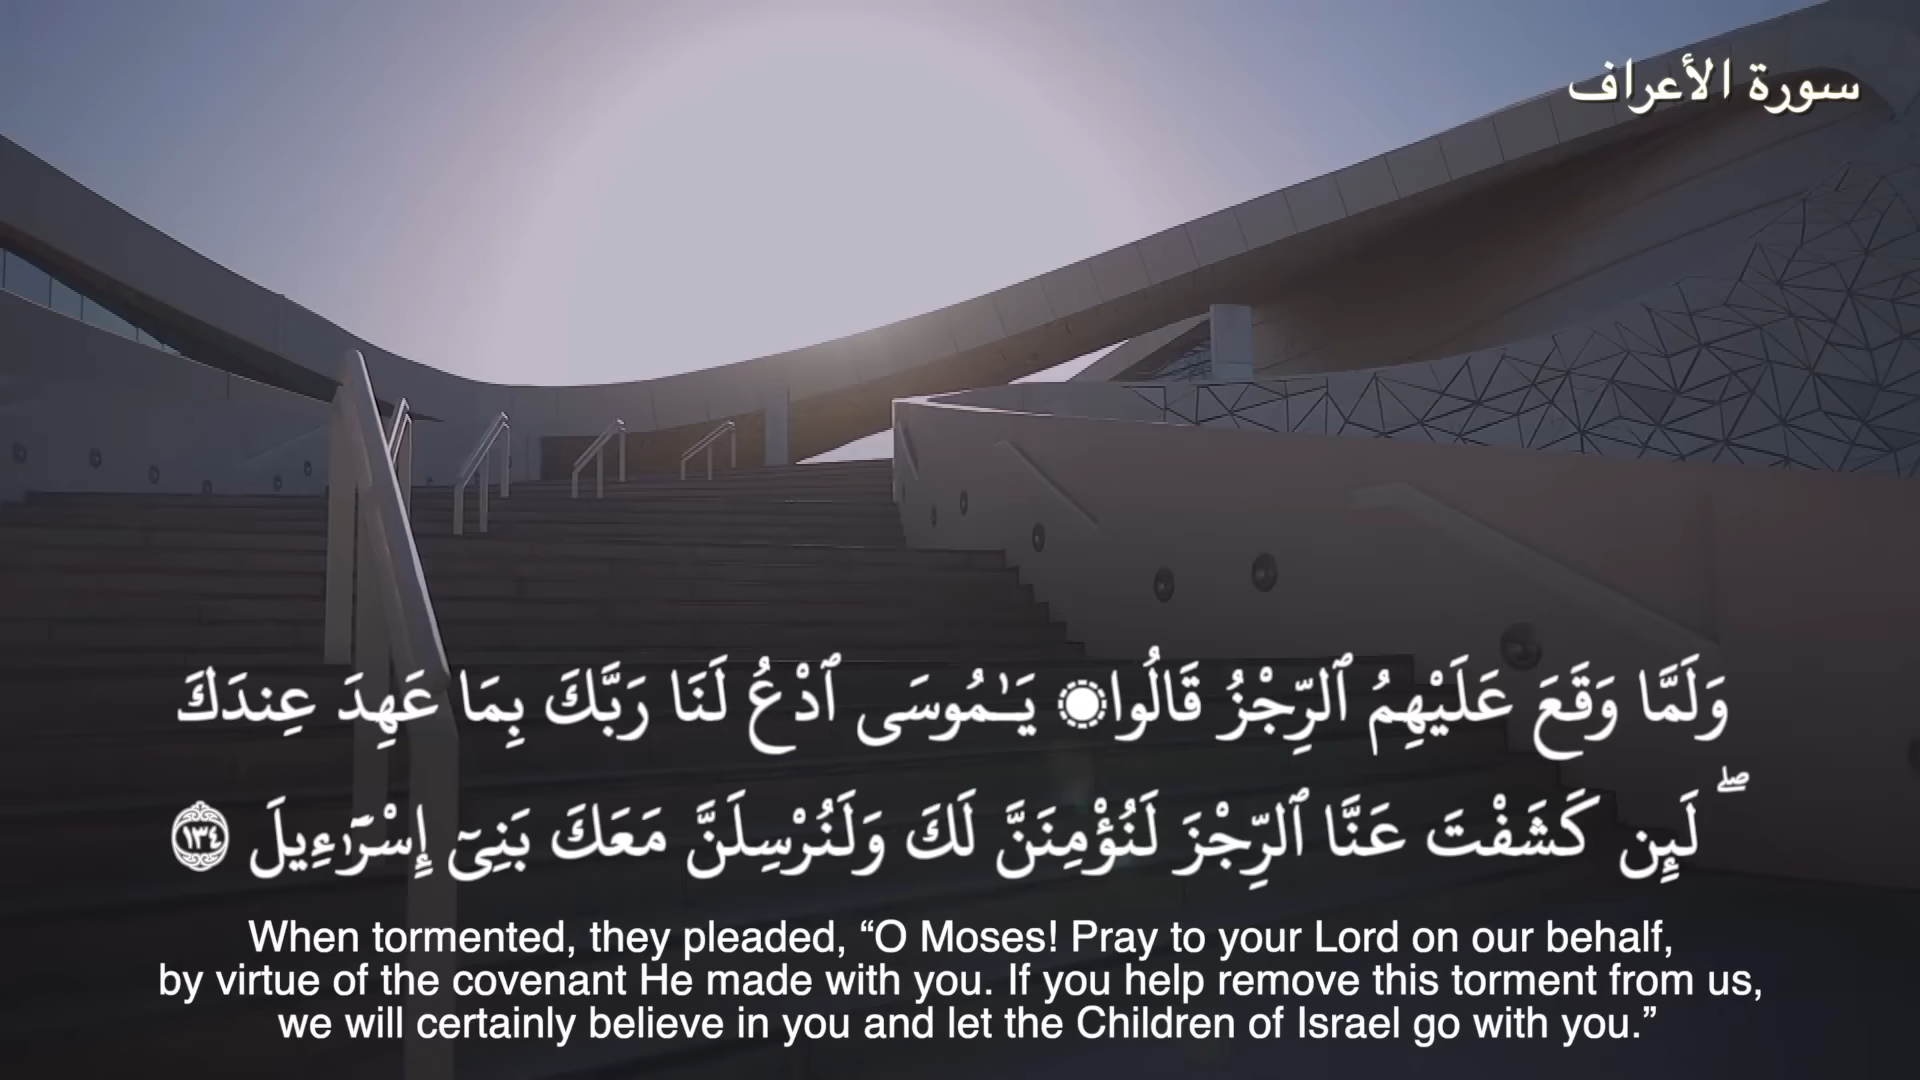 سورة الأعراف
وَلَمَّا وَقَعَ عَلَيْهِمُ ٱلرِّجْزُ قَالُوا۟ يَـٰمُوسَى ٱدْعُ لَنَا رَبَّكَ بِمَا عَهِدَ عِندَكَ
ۖ لَئِن كَشَفْتَ عَنَّا ٱلرِّجْزَ لَنُؤْمِنَنَّ لَكَ وَلَنُرْسِلَنَّ مَعَكَ بَنِىٓ إِسْرَٰٓءِيلَ ١٣٤
When tormented, they pleaded, “O Moses! Pray to your Lord on our behalf,
by virtue of the covenant He made with you. If you help remove this torment from us,
we will certainly believe in you and let the Children of Israel go with you.”